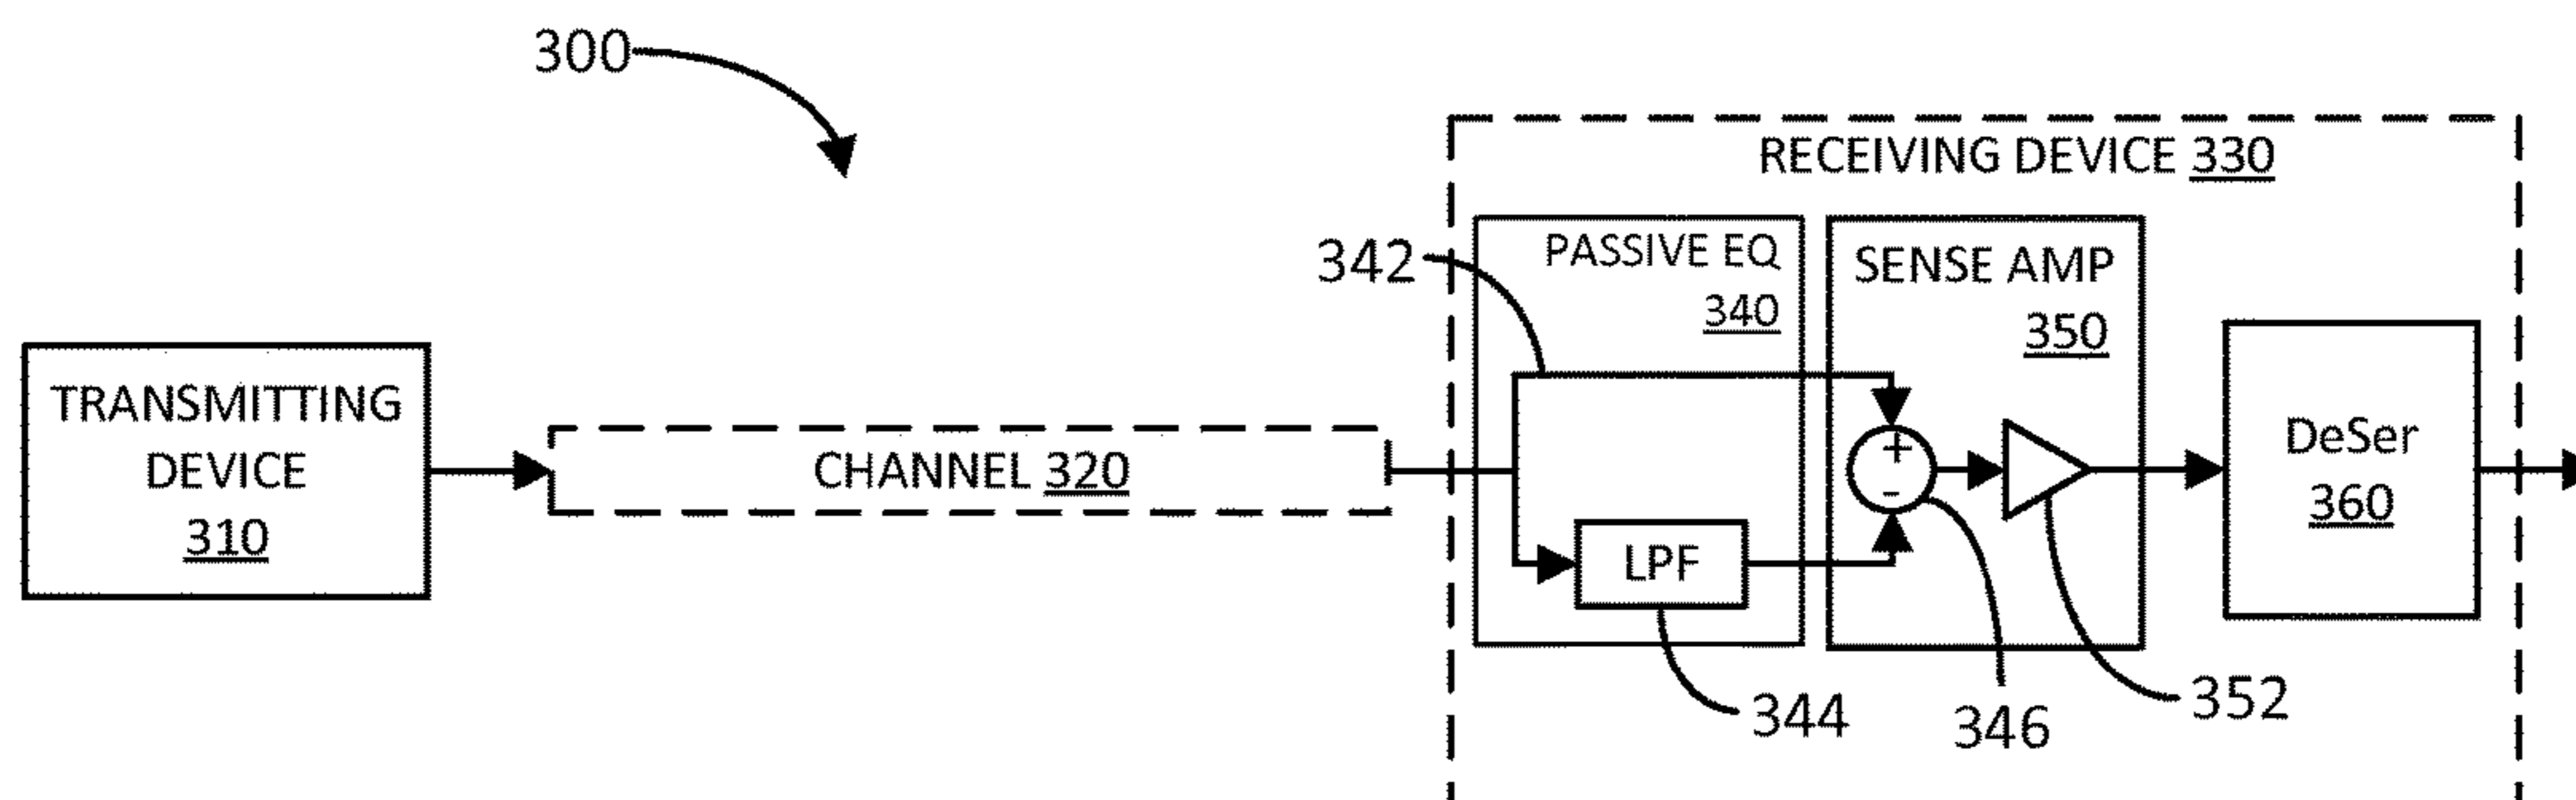 300
RECEIVING DEVICE 330
342
PASSIVE EQ
340
SENSE AMP
350
TRANSMITTING
DEVICE
310
CHANNEL 320
+
-
LPF
DeSer
360
344
346
352